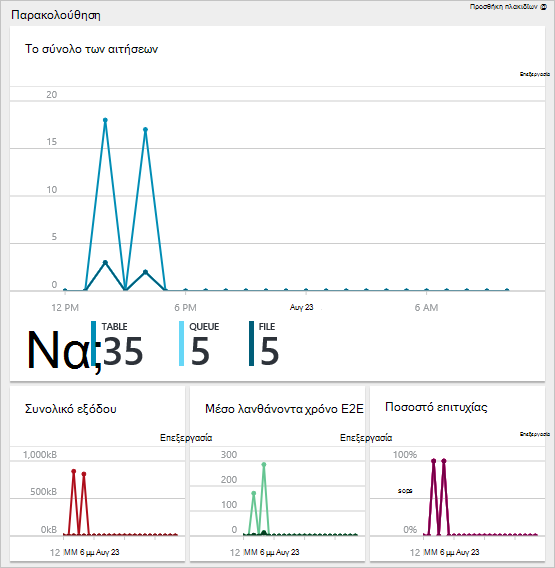 Παρακολούθηση
Προσθήκη πλακιδίων
Το σύνολο των αιτήσεων
Επεξεργασία
20
15
10
5
0
12 PM 6 PM Αυγ 23 6 AM
Να;
TABLE QUEUE FILE
35 5 5
Συνολικό εξόδου
Επεξεργασία
1,000kB
500kB
0kB
12 MM 6 μμ Αυγ 23
Μέσο λανθάνοντα χρόνο E2E
Επεξεργασία
300
200
100
0
12 MM 6 μμ Αυγ 23
Ποσοστό επιτυχίας
Επεξεργασία
100%
sops
0%
12 MM 6 μμ Αυγ 23